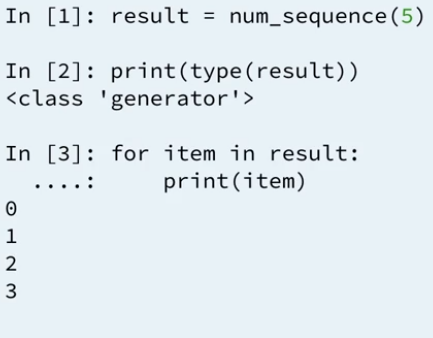 In [1]: result = num_sequence(5)
In [2]: print(type(result))
<class 'generator'>
In [3]: for item in result:
....: print(item)
0
1
2
3